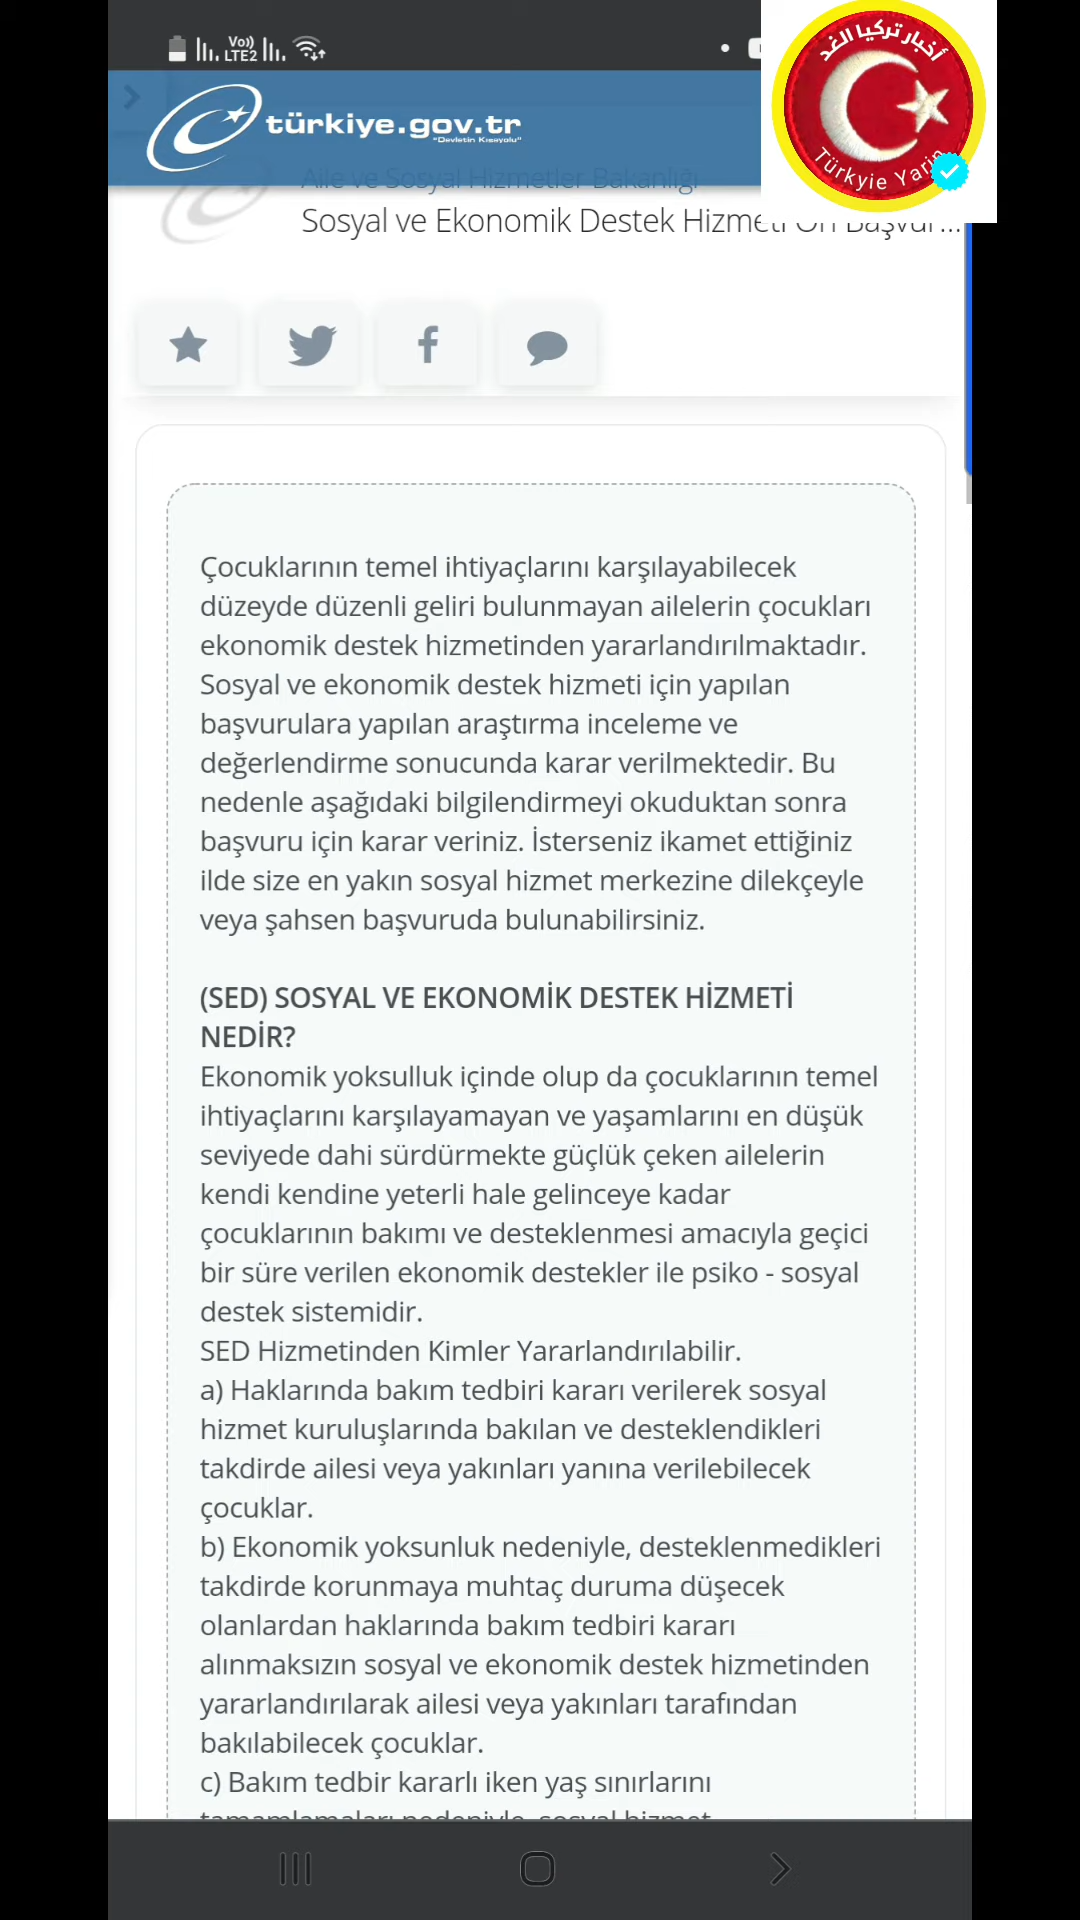 Vo))
LTE2
أخبار تركيا الغد
türkiye.gov.tr
"Devletin Kısayolu"
Türkyie Yarin
Aile ve Sosyal Hizmetler Bakanlığı
Sosyal ve Ekonomik Destek Hizmeti Ön Başvur...
Çocuklarının temel ihtiyaçlarını karşılayabilecek
düzeyde düzenli geliri bulunmayan ailelerin çocukları
ekonomik destek hizmetinden yararlandırılmaktadır.
Sosyal ve ekonomik destek hizmeti için yapılan
başvurulara yapılan araştırma inceleme ve
değerlendirme sonucunda karar verilmektedir. Bu
nedenle aşağıdaki bilgilendirmeyi okuduktan sonra
başvuru için karar veriniz. İsterseniz ikamet ettiğiniz
ilde size en yakın sosyal hizmet merkezine dilekçeyle
veya şahsen başvuruda bulunabilirsiniz.
(SED) SOSYAL VE EKONOMİK DESTEK HİZMETİ
NEDİR?
Ekonomik yoksulluk içinde olup da çocuklarının temel
ihtiyaçlarını karşılayamayan ve yaşamlarını en düşük
seviyede dahi sürdürmekte güçlük çeken ailelerin
kendi kendine yeterli hale gelinceye kadar
çocuklarının bakımı ve desteklenmesi amacıyla geçici
bir süre verilen ekonomik destekler ile psiko - sosyal
destek sistemidir.
SED Hizmetinden Kimler Yararlandırılabilir.
a) Haklarında bakım tedbiri kararı verilerek sosyal
hizmet kuruluşlarında bakılan ve desteklendikleri
takdirde ailesi veya yakınları yanına verilebilecek
çocuklar.
b) Ekonomik yoksunluk nedeniyle, desteklenmedikleri
takdirde korunmaya muhtaç duruma düşecek
olanlardan haklarında bakım tedbiri kararı
alınmaksızın sosyal ve ekonomik destek hizmetinden
yararlandırılarak ailesi veya yakınları tarafından
bakılabilecek çocuklar.
c) Bakım tedbir kararlı iken yaş sınırlarını
tamamlamaları nedeniyle, sosyal hizmet